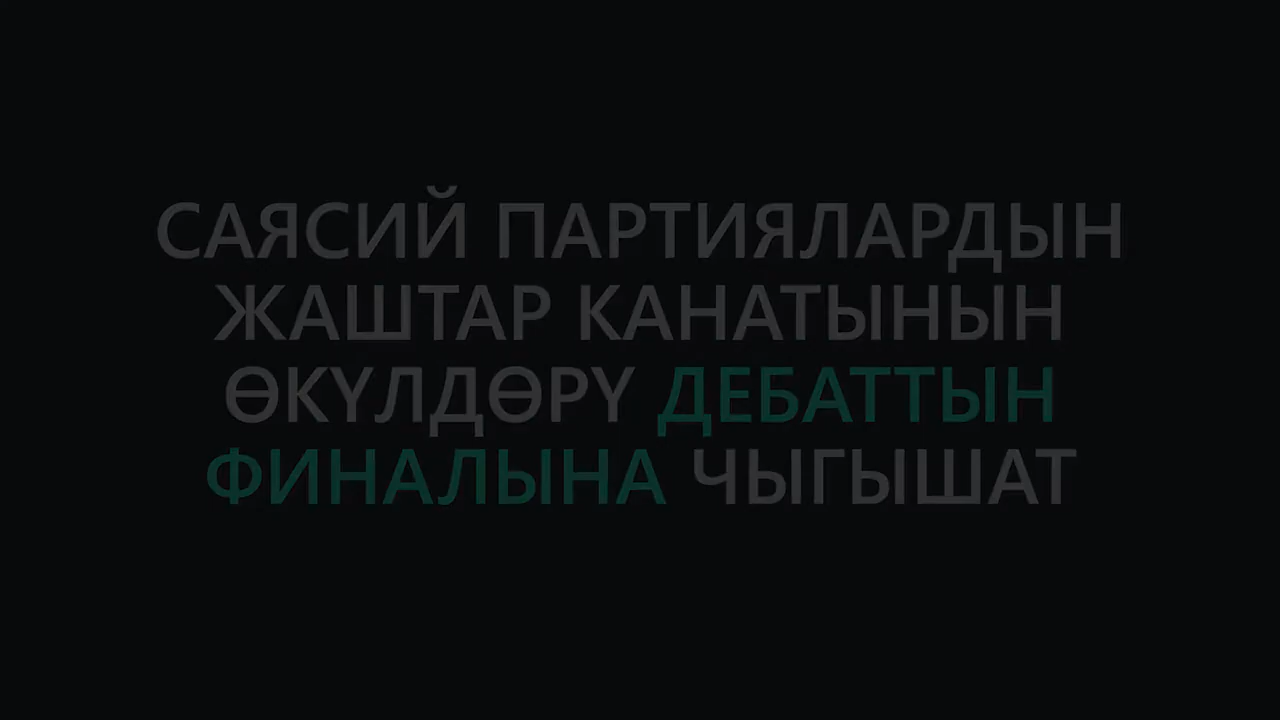 САЯСИЙ ПАРТИЯЛАРДЫН
ЖАШТАР КАНАТЫНЫН
ӨКҮЛДӨРҮ ДЕБАТТЫН
ФИНАЛЫНА ЧЫГЫШАТ